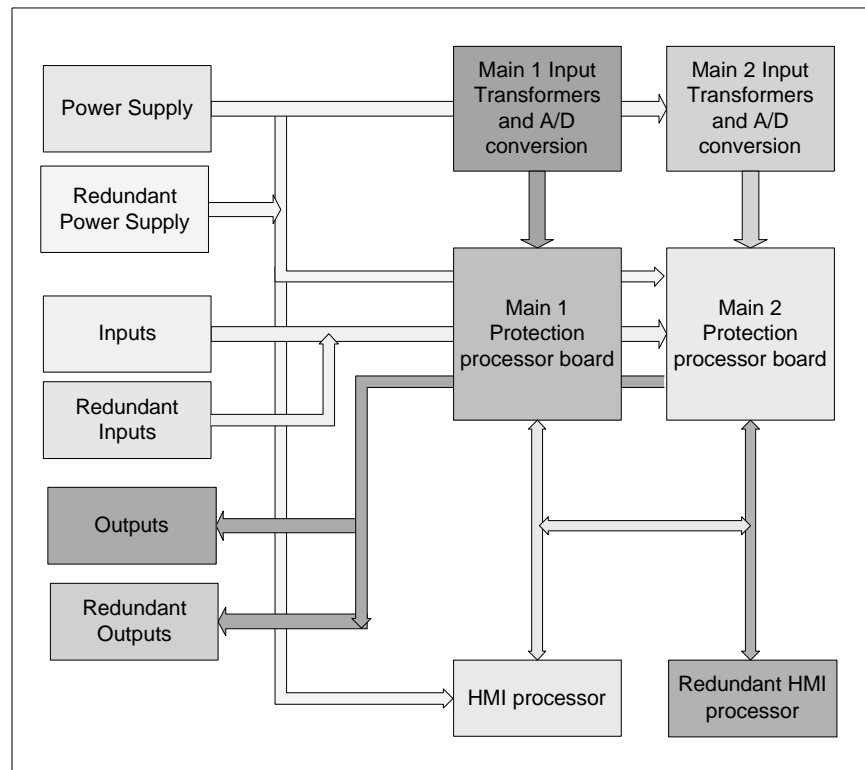 Power Supply
Main 1 Input
Transformers
and A/D
conversion
Main 2 Input
Transformers
and A/D
conversion
Redundant
Power Supply
Inputs
Main 1
Protection
processor board
Main 2
Protection
processor board
Redundant
Inputs
Outputs
Redundant
Outputs
HMI processor
Redundant HMI
processor